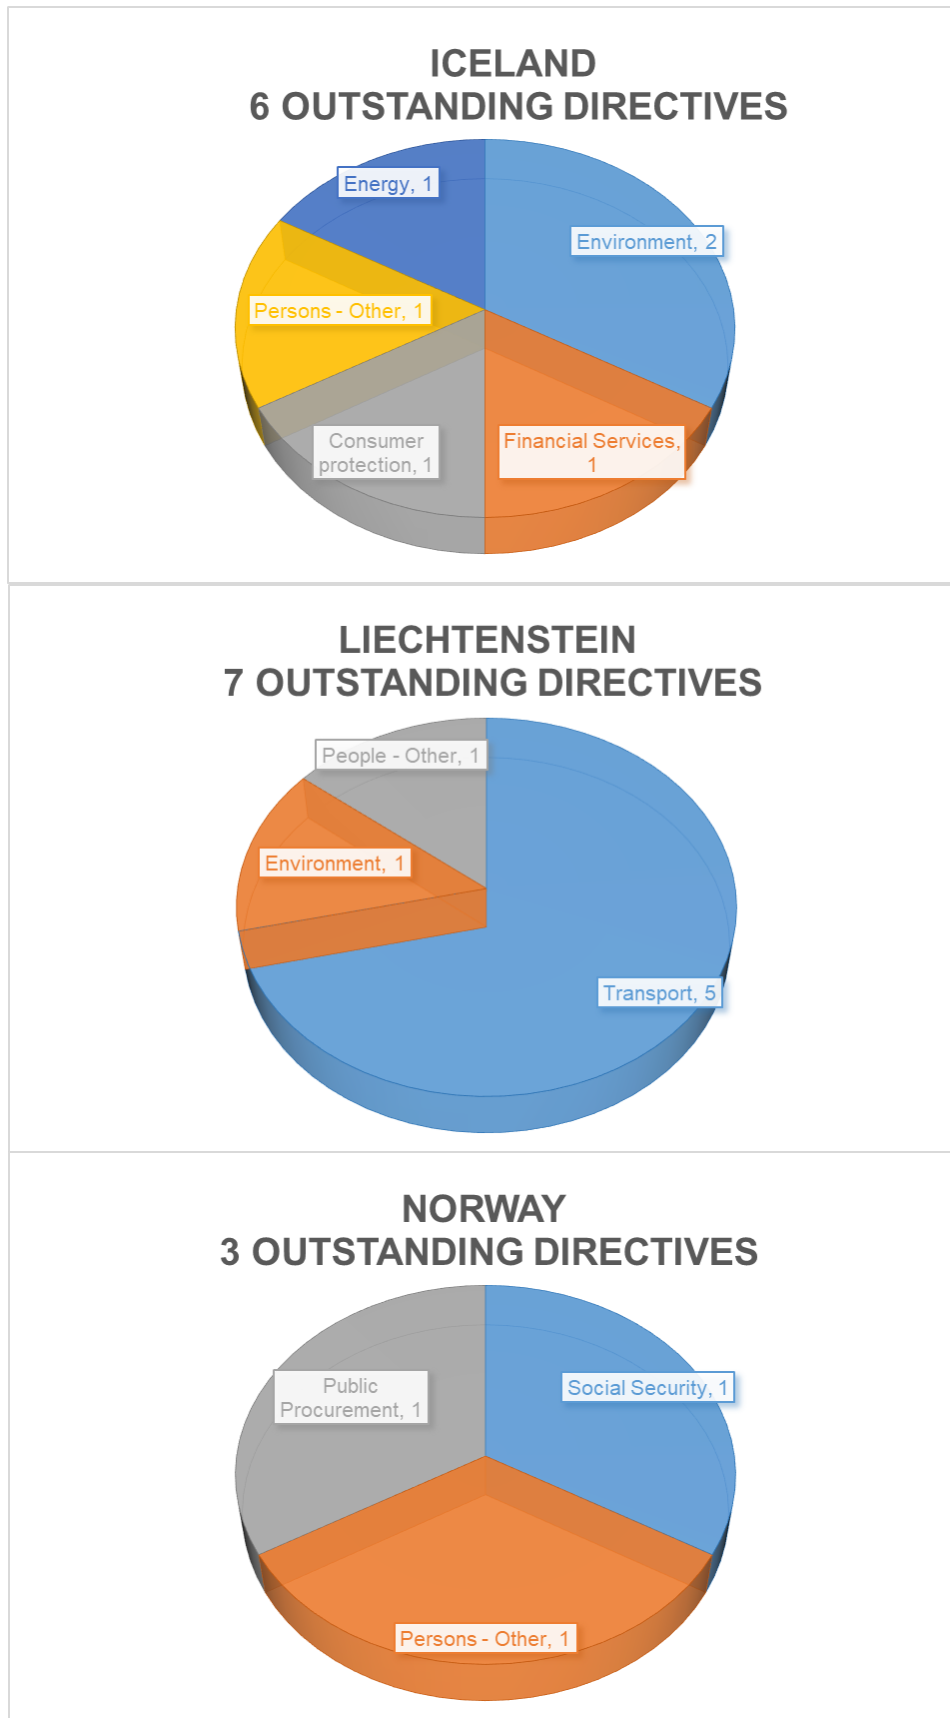 ICELAND
6 OUTSTANDING DIRECTIVES
Energy, 1
Environment, 2
Persons - Other, 1
Consumer
protection, 1
Financial Services,
1
LIECHTENSTEIN
7 OUTSTANDING DIRECTIVES
People - Other, 1
Environment, 1
Transport, 5
NORWAY
3 OUTSTANDING DIRECTIVES
Public
Procurement, 1
Social Security, 1
Persons - Other, 1